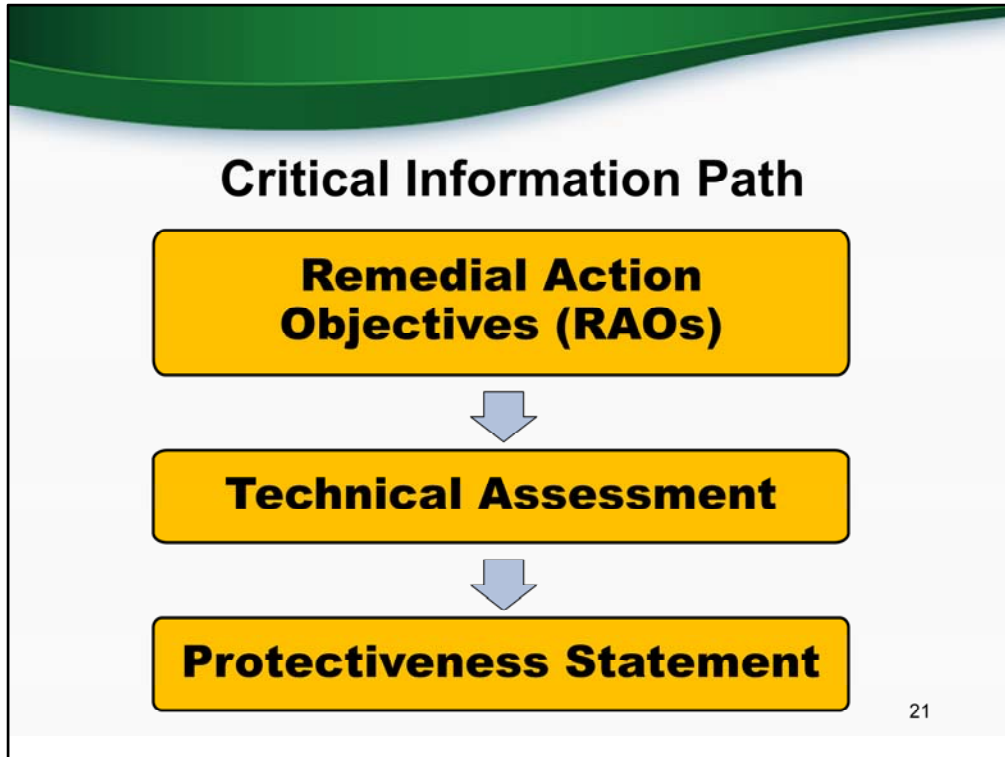 Critical Information Path
Remedial Action
Objectives (RAOs)
Technical Assessment
Protectiveness Statement
21